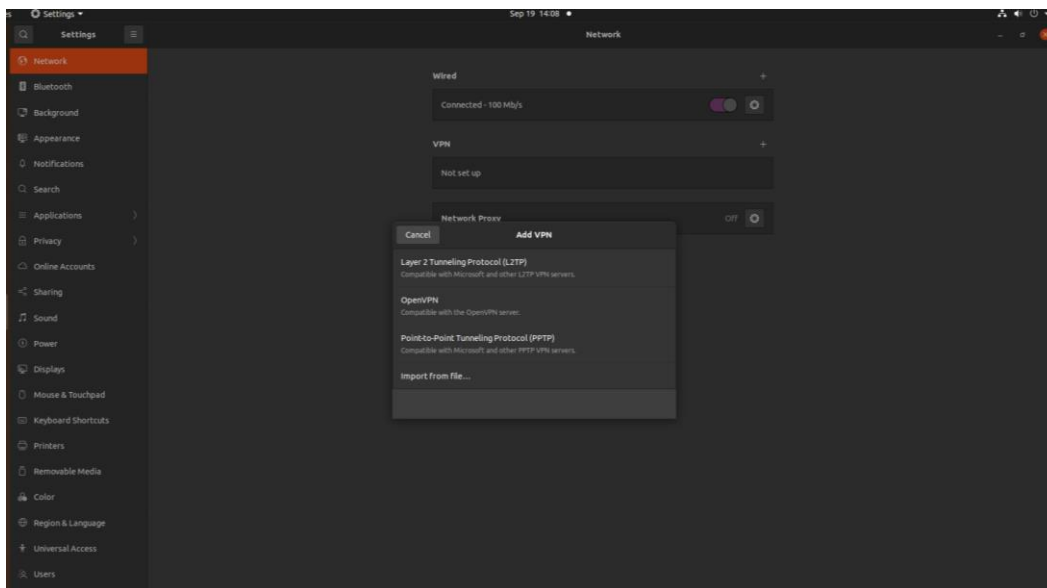 Settings
Sep 19 14:08
Settings
Network
Network
Bluetooth
Background
Appearance
Notifications
Search
Applications
Privacy
Online Accounts
Sharing
Sound
Power
Displays
Mouse & Touchpad
Keyboard Shortcuts
Printers
Removable Media
Color
Region & Language
Universal Access
Users
Wired
Connected - 100 Mb/s
VPN
Not set up
Network Proxy
Off
Cancel
Add VPN
Layer 2 Tunneling Protocol (L2TP)
Compatible with Microsoft and other L2TP VPN servers.
OpenVPN
Compatible with the OpenVPN server.
Point-to-Point Tunneling Protocol (PPTP)
Compatible with Microsoft and other PPTP VPN servers.
Import from file...